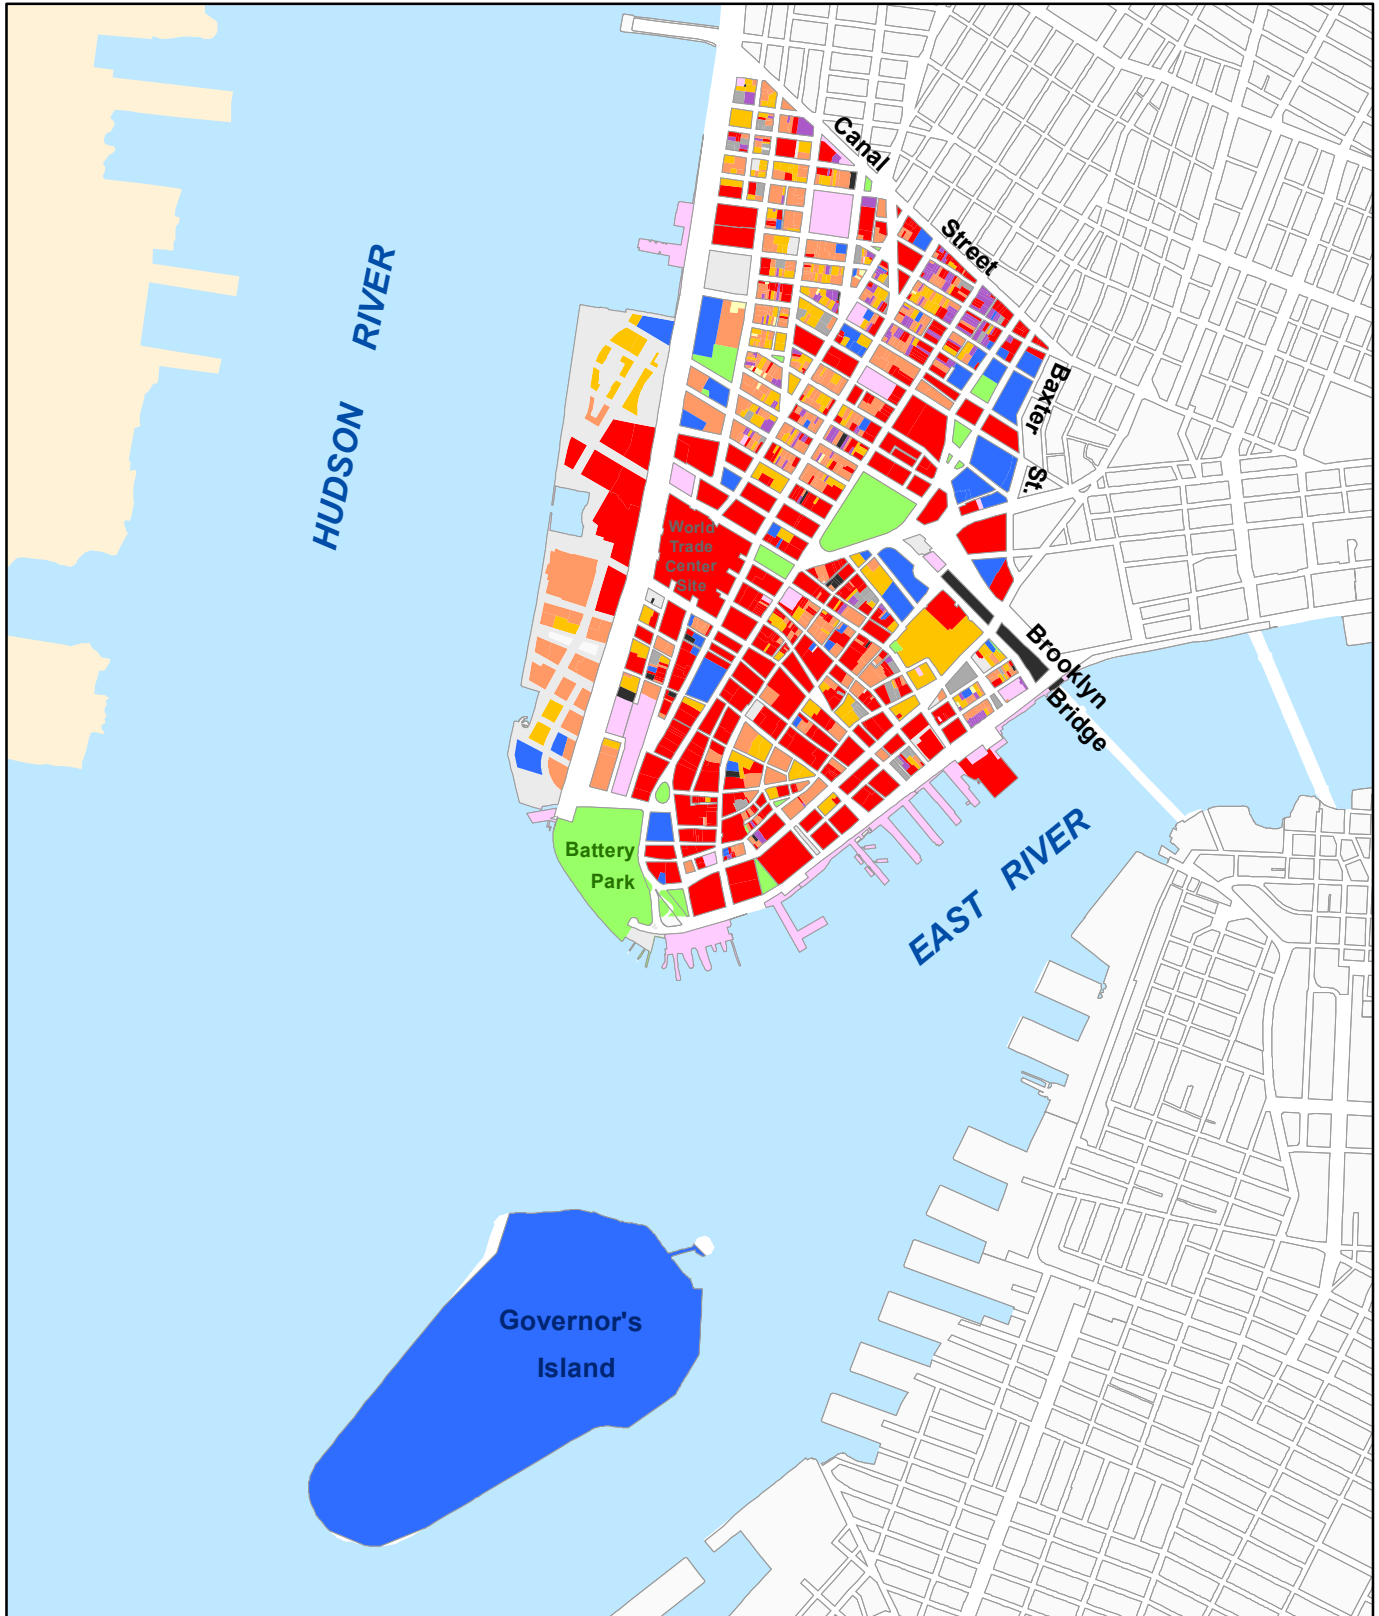 Canal
Street
HUDSON RIVER
Baxter
St.
World
Trade
Center
Site
Brooklyn
Bridge
Battery
Park
EAST RIVER
Governor's
Island